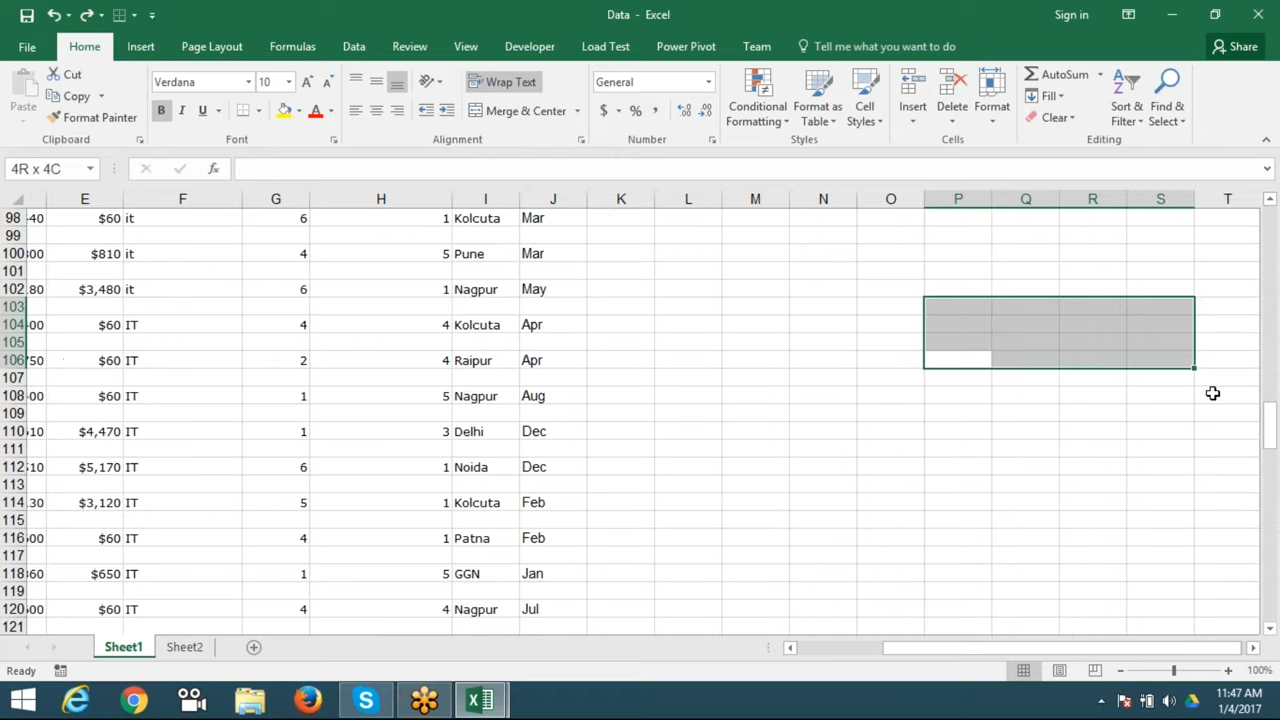 Data - Excel
Sign in
File Home Insert Page Layout Formulas Data Review View Developer Load Test Power Pivot Team Tell me what you want to do Share
Paste
Cut
Copy
Format Painter
Clipboard
Verdana 10
B I U
Font
Wrap Text
Merge & Center
Alignment
General
$ % ,
Number
Conditional Formatting
Format as Table
Cell Styles
Styles
Insert Delete Format
Cells
AutoSum
Fill
Clear
Sort & Filter
Find & Select
Editing
4R x 4C
fx
E F G H I J K L M N O P Q R S T
98 40 $60 it 6 1 Kolcuta Mar
99
100 00 $810 it 4 5 Pune Mar
101
102 80 $3,480 it 6 1 Nagpur May
103
104 00 $60 IT 4 4 Kolcuta Apr
105
106 750 $60 IT 2 4 Raipur Apr
107
108 00 $60 IT 1 5 Nagpur Aug
109
110 10 $4,470 IT 1 3 Delhi Dec
111
112 10 $5,170 IT 6 1 Noida Dec
113
114 30 $3,120 IT 5 1 Kolcuta Feb
115
116 00 $60 IT 4 1 Patna Feb
117
118 60 $650 IT 1 5 GGN Jan
119
120 00 $60 IT 4 4 Nagpur Jul
121
Sheet1 Sheet2
Ready
100%
11:47 AM
1/4/2017